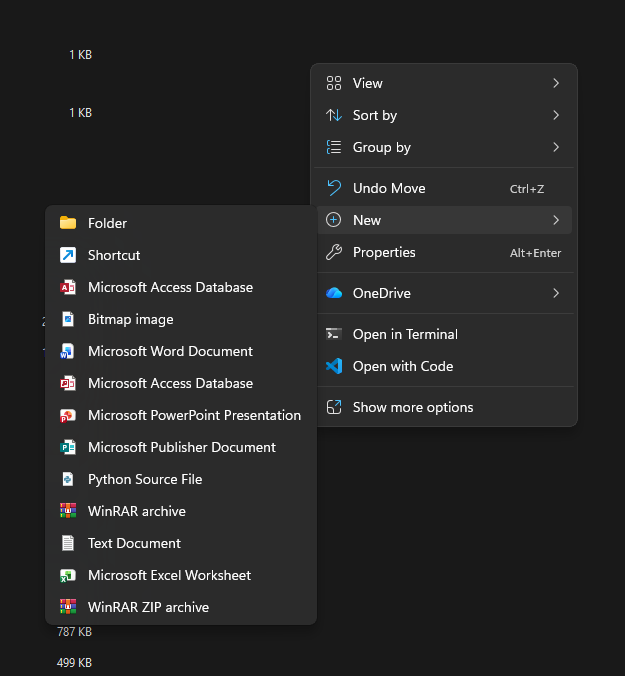 1 KB
1 KB
View
Sort by
Group by
Undo Move Ctrl+Z
New
Properties Alt+Enter
OneDrive
Open in Terminal
Open with Code
Show more options
Folder
Shortcut
Microsoft Access Database
Bitmap image
Microsoft Word Document
Microsoft Access Database
Microsoft PowerPoint Presentation
Microsoft Publisher Document
Python Source File
WinRAR archive
Text Document
Microsoft Excel Worksheet
WinRAR ZIP archive
787 KB
499 KB